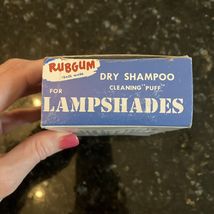 RUBGUM
TRADE MARK
DRY SHAMPOO
CLEANING "PUFF"
FOR
LAMPSHADES